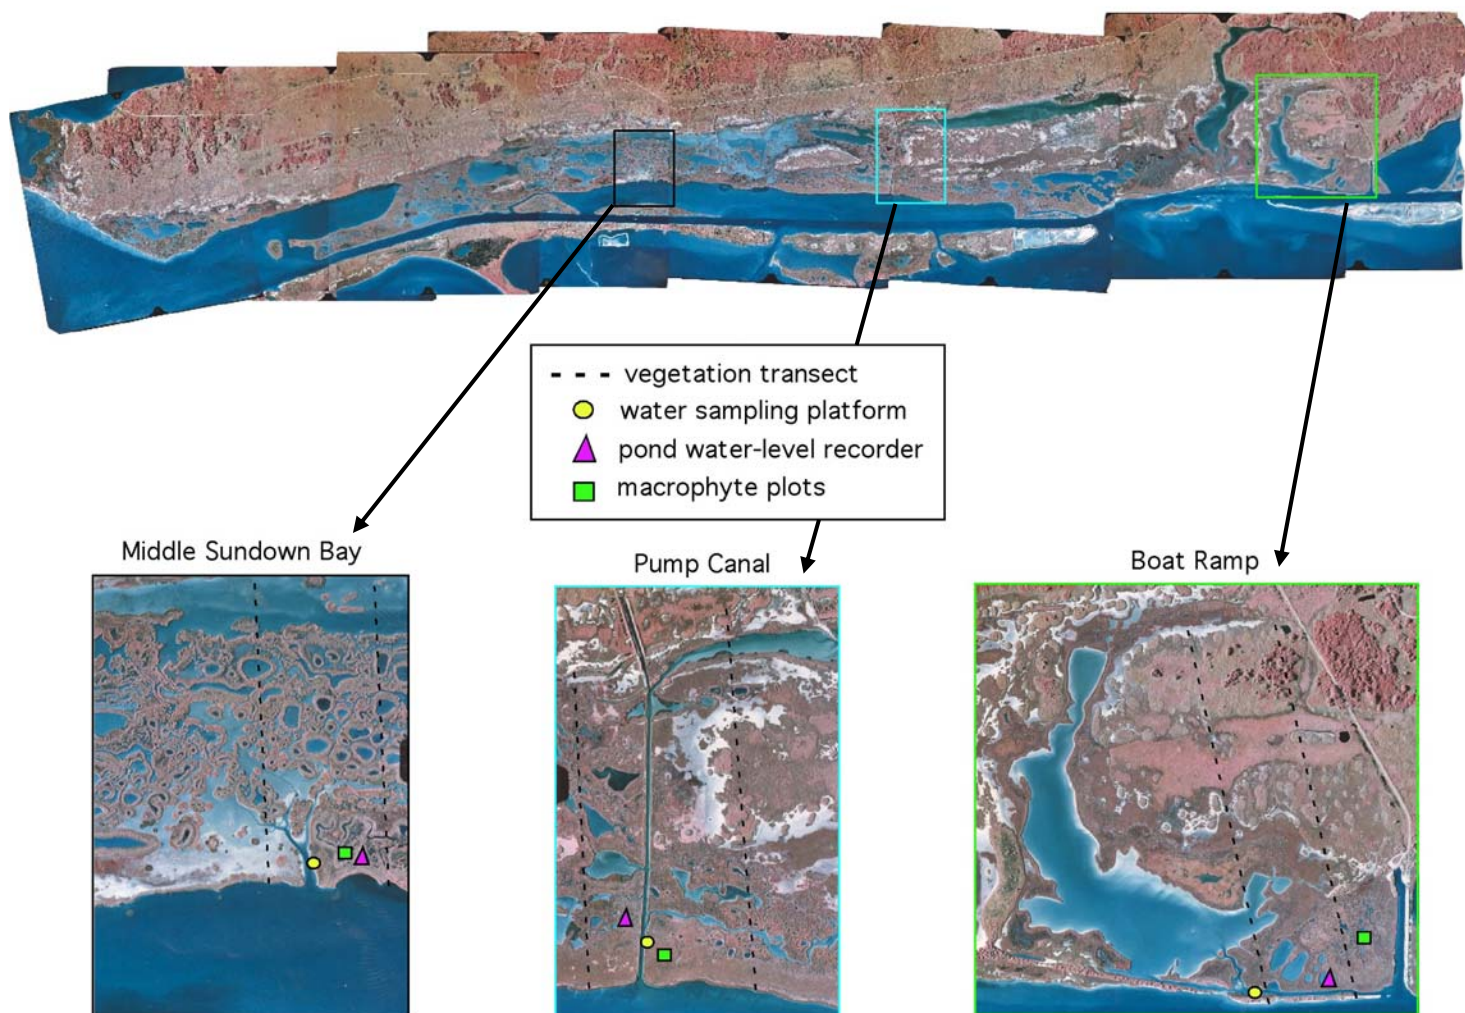 vegetation transect
water sampling platform
pond water-level recorder
macrophyte plots
Middle Sundown Bay
Pump Canal
Boat Ramp